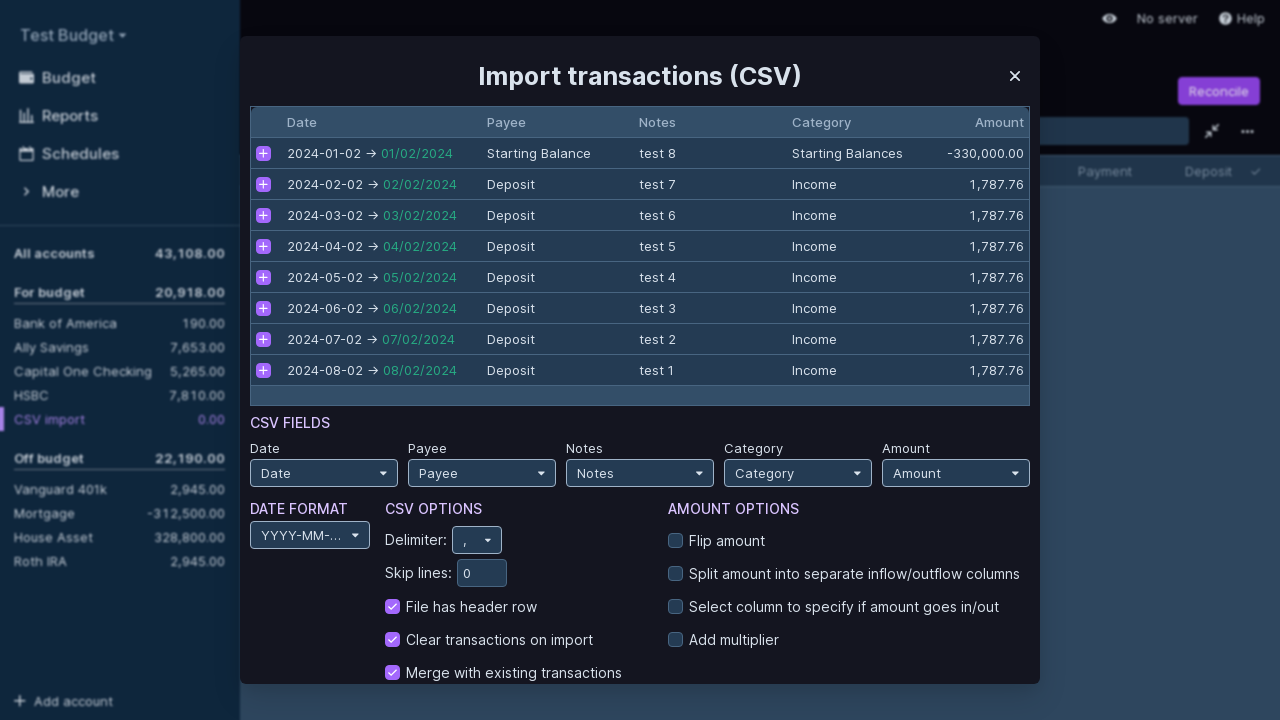 Test Budget
Budget
Reports
Schedules
More
All accounts 43,108.00
For budget 20,918.00
Bank of America 190.00
Ally Savings 7,653.00
Capital One Checking 5,265.00
HSBC 7,810.00
CSV import 0.00
Off budget 22,190.00
Vanguard 401k 2,945.00
Mortgage -312,500.00
House Asset 328,800.00
Roth IRA 2,945.00
Add account
No server Help
Reconcile
Payment Deposit
Import transactions (CSV)
Date Payee Notes Category Amount
2024-01-02 → 01/02/2024 Starting Balance test 8 Starting Balances -330,000.00
2024-02-02 → 02/02/2024 Deposit test 7 Income 1,787.76
2024-03-02 → 03/02/2024 Deposit test 6 Income 1,787.76
2024-04-02 → 04/02/2024 Deposit test 5 Income 1,787.76
2024-05-02 → 05/02/2024 Deposit test 4 Income 1,787.76
2024-06-02 → 06/02/2024 Deposit test 3 Income 1,787.76
2024-07-02 → 07/02/2024 Deposit test 2 Income 1,787.76
2024-08-02 → 08/02/2024 Deposit test 1 Income 1,787.76
CSV FIELDS
Date Payee Notes Category Amount
Date Payee Notes Category Amount
DATE FORMAT
YYYY-MM-...
CSV OPTIONS
Delimiter: ,
Skip lines: 0
File has header row
Clear transactions on import
Merge with existing transactions
AMOUNT OPTIONS
Flip amount
Split amount into separate inflow/outflow columns
Select column to specify if amount goes in/out
Add multiplier